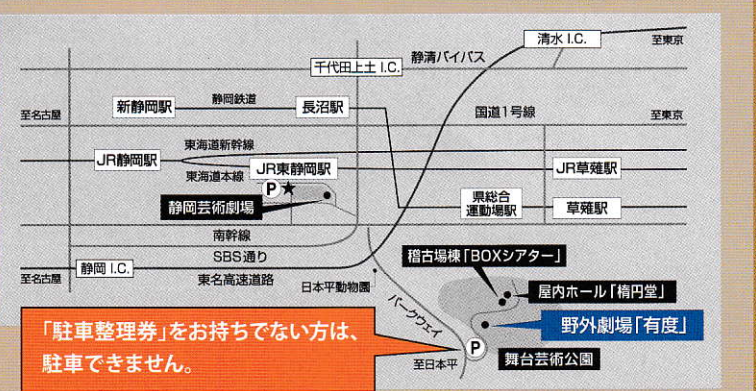 清水 I.C.
至東京
静清バイパス
千代田上土 I.C.
至名古屋
新静岡駅
静岡鉄道
長沼駅
国道1号線
至東京
東海道新幹線
JR静岡駅
JR東静岡駅
JR草薙駅
東海道本線
P★
静岡芸術劇場
県総合
運動場駅
草薙駅
南幹線
SBS通り
稽古場棟「BOXシアター」
至名古屋
静岡 I.C.
東名高速道路
日本平動物園
屋内ホール「楕円堂」
パークウェイ
野外劇場「有度」
「駐車整理券」をお持ちでない方は、
駐車できません。
P
至日本平
舞台芸術公園